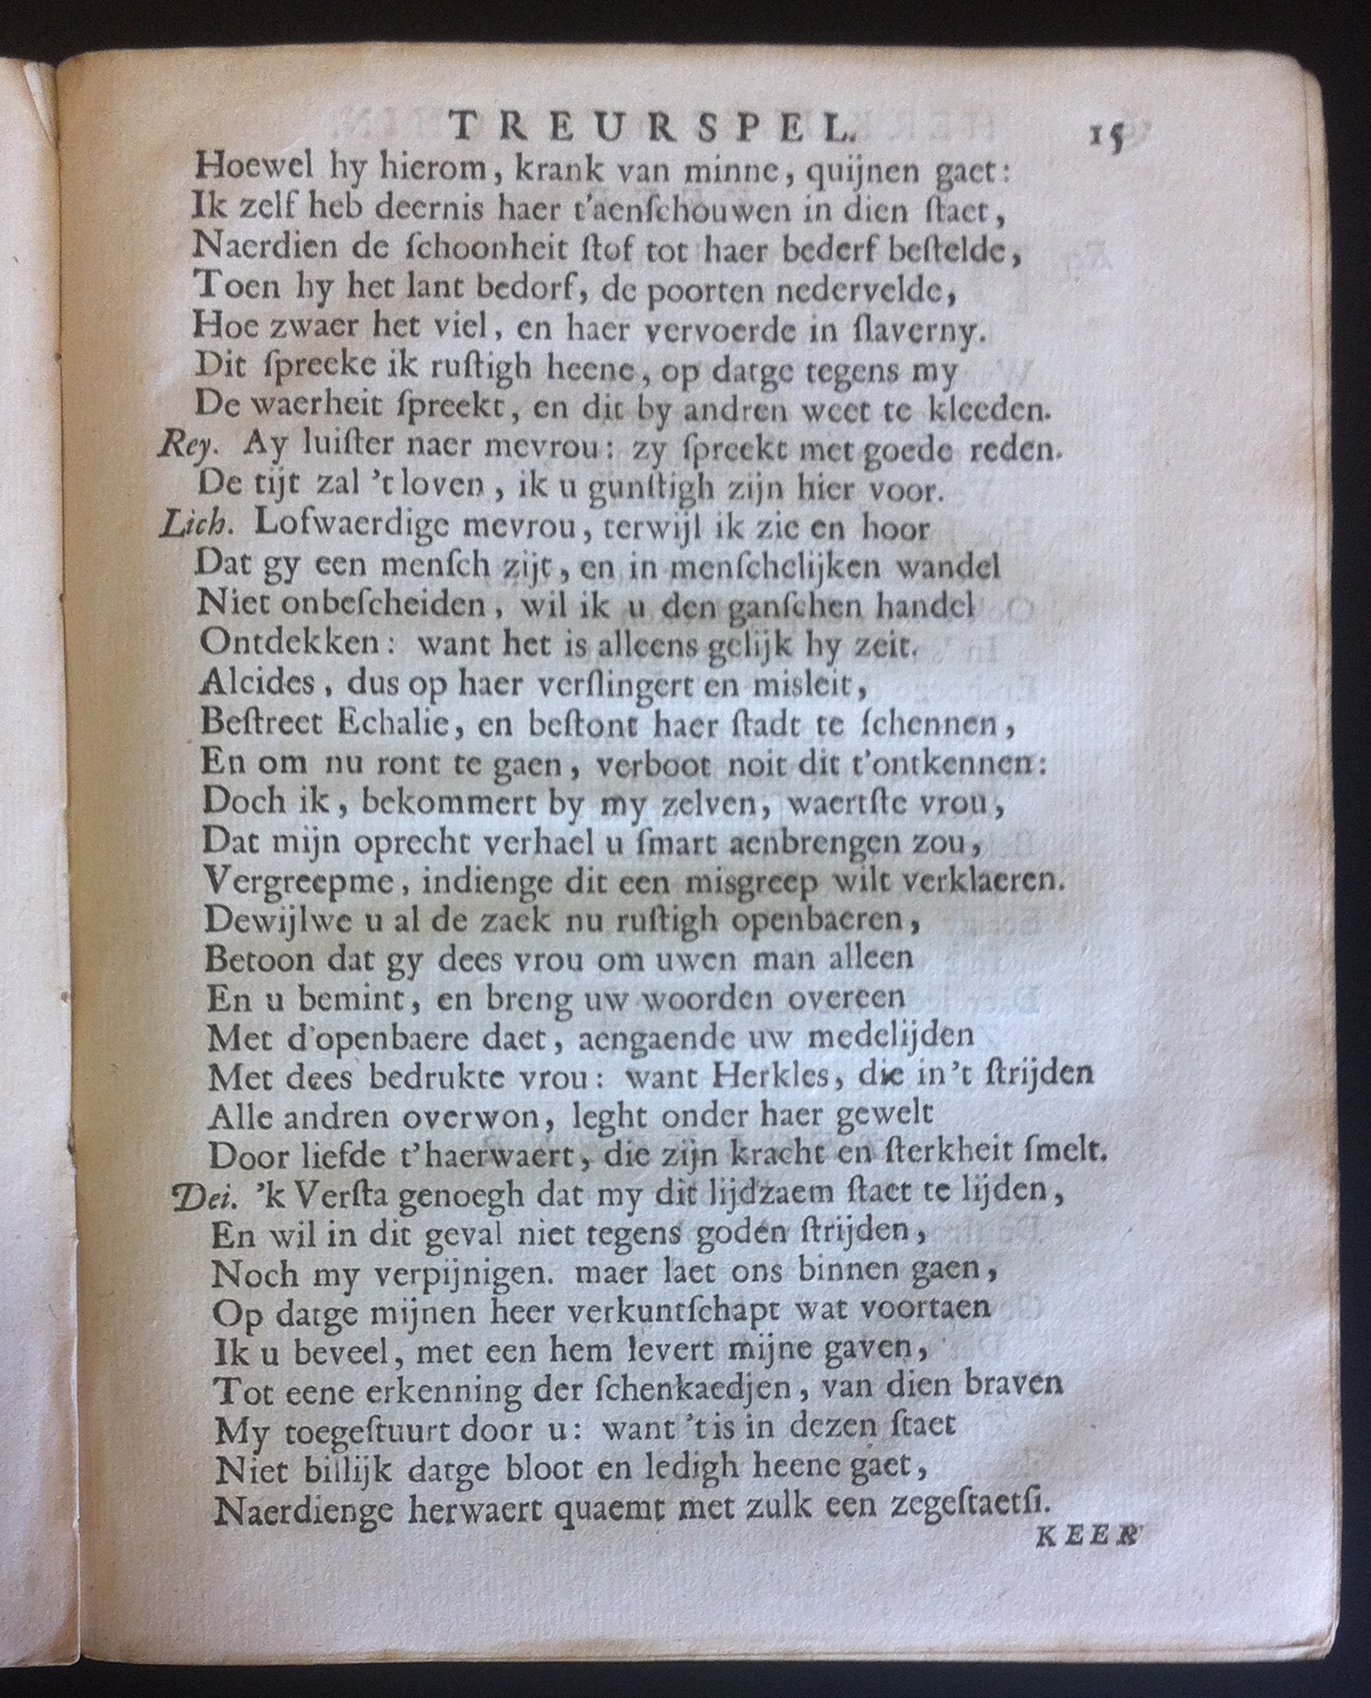 TREURSPEL. 15
Hoewel hy hierom, krank van minne, quijnen gaet:
Ik zelf heb deernis haer t'aenſchouwen in dien ſtaet,
Naerdien de ſchoonheit ſtof tot haer bederf beſtelde,
Toen hy het lant bedorf, de poorten nedervelde,
Hoe zwaer het viel, en haer vervoerde in ſlaverny.
Dit ſpreeke ik ruſtigh heene, op datge tegens my
De waerheit ſpreekt, en dit by andren weet te kleeden.
Rey. Ay luiſter naer mevrou: zy ſpreekt met goede reden.
De tijt zal 't loven, ik u gunſtigh zijn hier voor.
Lich. Lofwaerdige mevrou, terwijl ik zie en hoor
Dat gy een menſch zijt, en in menſchelijken wandel
Niet onbeſcheiden, wil ik u den ganſchen handel
Ontdekken: want het is alleens gelijk hy zeit.
Alcides, dus op haer verſlingert en misleit,
Beſtreet Echalie, en beſtont haer ſtadt te ſchennen,
En om nu ront te gaen, verboot noit dit t'ontkennen:
Doch ik, bekommert by my zelven, waertſte vrou,
Dat mijn oprecht verhael u ſmart aenbrengen zou,
Vergreepme, indienge dit een misgreep wilt verklaeren.
Dewijlwe u al de zaek nu ruſtigh openbaeren,
Betoon dat gy dees vrou om uwen man alleen
En u bemint, en breng uw woorden overeen
Met d'openbaere daet, aengaende uw medelijden
Met dees bedrukte vrou: want Herkles, die in 't ſtrijden
Alle andren overwon, leght onder haer gewelt
Door liefde t'haerwaert, die zijn kracht en ſterkheit ſmelt.
Dei. 'k Verſta genoegh dat my dit lijdzaem ſtaet te lijden,
En wil in dit geval niet tegens goden ſtrijden,
Noch my verpijnigen. maer laet ons binnen gaen,
Op datge mijnen heer verkuntſchapt wat voortaen
Ik u beveel, met een hem levert mijne gaven,
Tot eene erkenning der ſchenkaedjen, van dien braven
My toegeſtuurt door u: want 't is in dezen ſtaet
Niet billijk datge bloot en ledigh heene gaet,
Naerdienge herwaert quaemt met zulk een zegeſtaetſi.
KEER